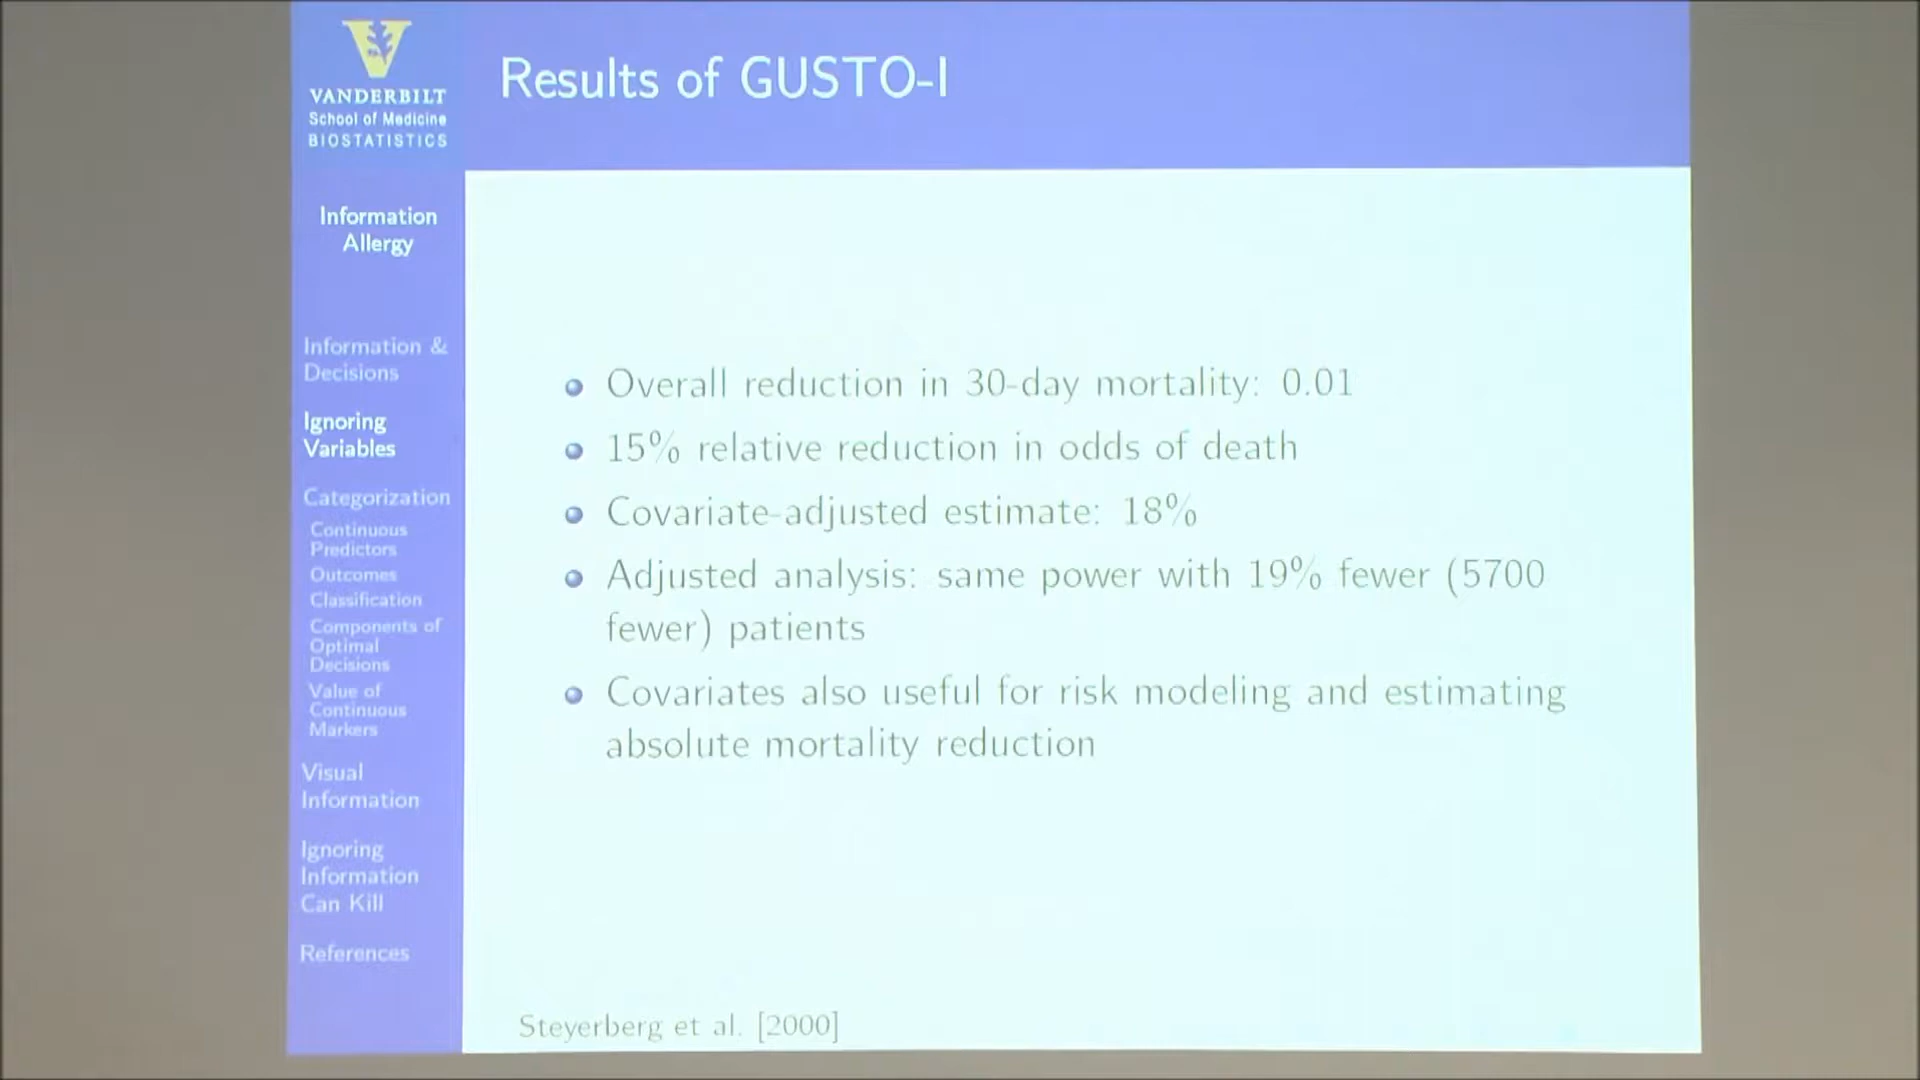 VANDERBILT
School of Medicine
BIOSTATISTICS
Results of GUSTO-I
Information
Allergy
Information &
Decisions
Ignoring
Variables
Categorization
Continuous
Predictors
Outcomes
Classification
Components of
Optimal
Decisions
Value of
Continuous
Markers
Visual
Information
Ignoring
Information
Can Kill
References
Overall reduction in 30-day mortality: 0.01
15% relative reduction in odds of death
Covariate-adjusted estimate: 18%
Adjusted analysis: same power with 19% fewer (5700
fewer) patients
Covariates also useful for risk modeling and estimating
absolute mortality reduction
Steyerberg et al. [2000]